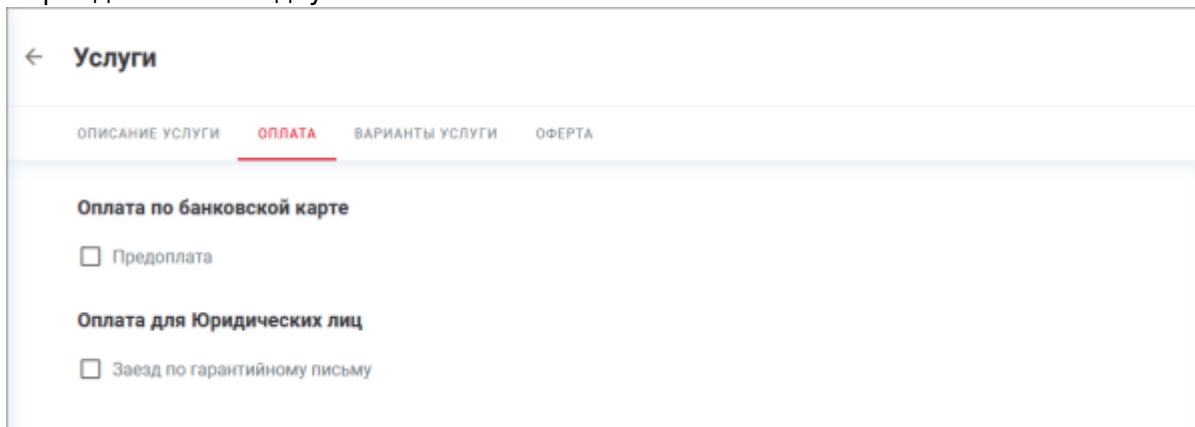 Услуги
ОПИСАНИЕ УСЛУГИ ОПЛАТА ВАРИАНТЫ УСЛУГИ ОФЕРТА
Оплата по банковской карте
Предоплата
Оплата для Юридических лиц
Заезд по гарантийному письму